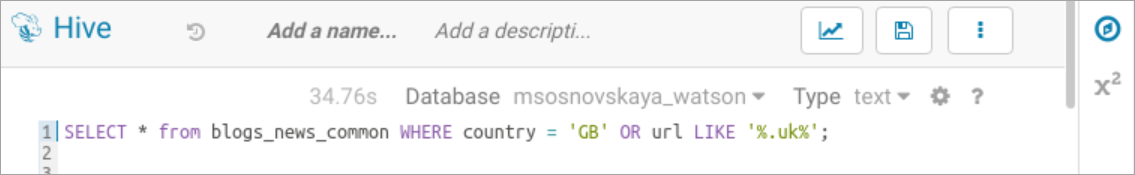 Hive Add a name... Add a descripti...
34.76s Database msosnovskaya_watson Type text ?
x²
1 SELECT * from blogs_news_common WHERE country = 'GB' OR url LIKE '%.uk%';
2
3